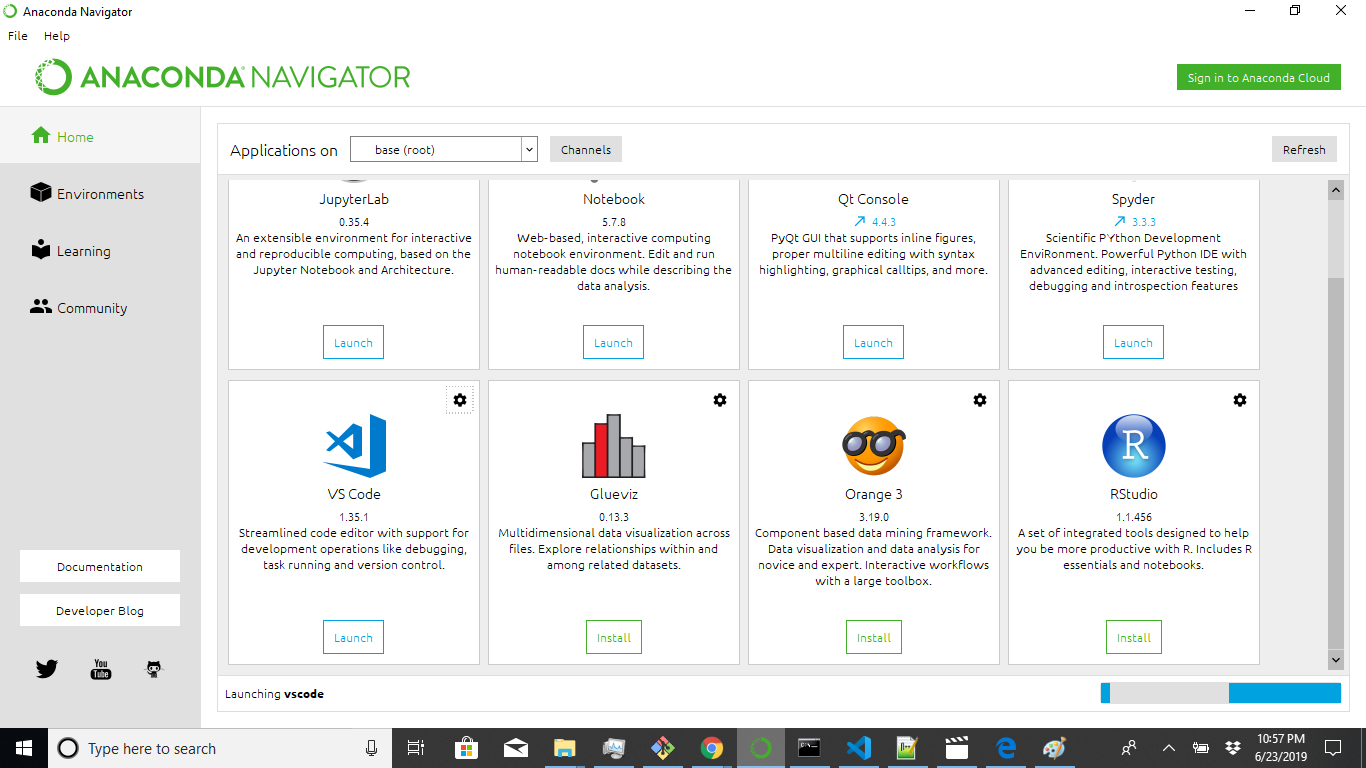 Anaconda Navigator
File Help
ANACONDA NAVIGATOR
Sign in to Anaconda Cloud
Home
Environments
Learning
Community
Documentation
Developer Blog
You
Tube
Applications on
base (root)
Channels
Refresh
JupyterLab
0.35.4
An extensible environment for interactive
and reproducible computing, based on the
Jupyter Notebook and Architecture.
Launch
Notebook
5.7.8
Web-based, interactive computing
notebook environment. Edit and run
human-readable docs while describing the
data analysis.
Launch
Qt Console
4.4.3
PyQt GUI that supports inline figures,
proper multiline editing with syntax
highlighting, graphical calltips, and more.
Launch
Spyder
3.3.3
Scientific PYthon Development
EnviRonment. Powerful Python IDE with
advanced editing, interactive testing,
debugging and introspection features
Launch
VS Code
1.35.1
Streamlined code editor with support for
development operations like debugging,
task running and version control.
Launch
Glueviz
0.13.3
Multidimensional data visualization across
files. Explore relationships within and
among related datasets.
Install
Orange 3
3.19.0
Component based data mining framework.
Data visualization and data analysis for
novice and expert. Interactive workflows
with a large toolbox.
Install
R
RStudio
1.1.456
A set of integrated tools designed to help
you be more productive with R. Includes R
essentials and notebooks.
Install
Launching vscode
Type here to search
10:57 PM
6/23/2019